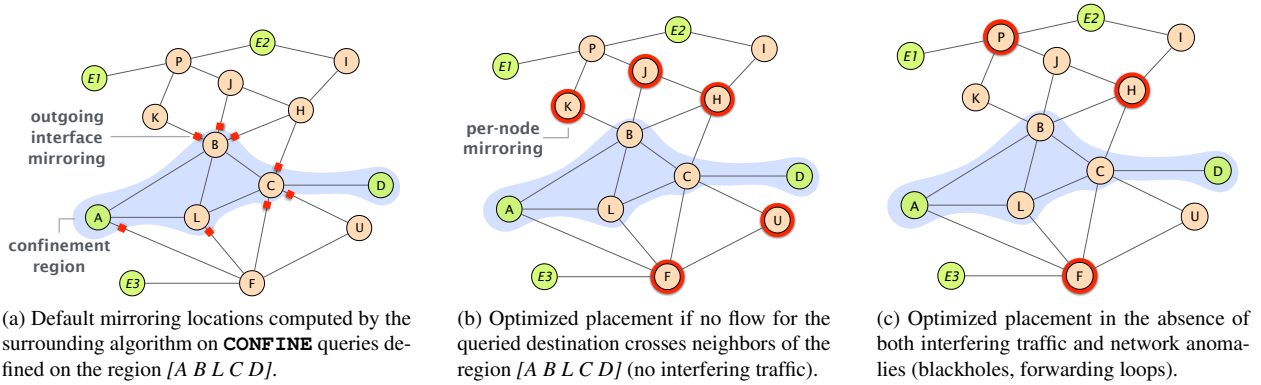 E2
P
I
E1
J
K
H
outgoing
interface
mirroring
B
C
D
A
L
U
confinement
region
E3
F
(a) Default mirroring locations computed by the
surrounding algorithm on CONFINE queries de-
fined on the region [A B L C D].
E2
P
I
E1
J
K
H
per-node
mirroring
B
C
D
A
L
U
E3
F
(b) Optimized placement if no flow for the
queried destination crosses neighbors of the
region [A B L C D] (no interfering traffic).
E2
P
I
E1
J
K
H
B
C
D
A
L
U
E3
F
(c) Optimized placement in the absence of
both interfering traffic and network anoma-
lies (blackholes, forwarding loops).